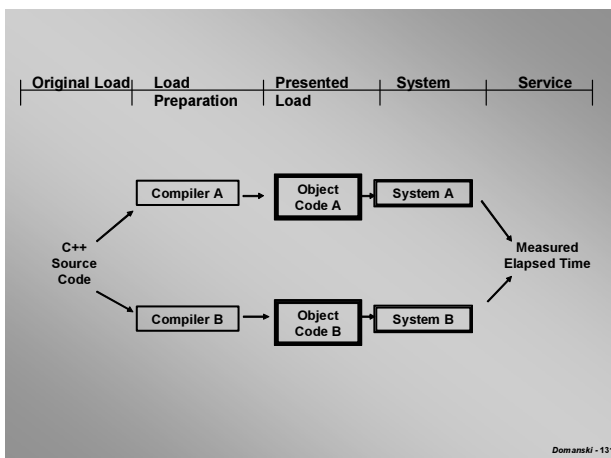 Original Load
Load
Preparation
Presented
Load
System
Service
Compiler A
Object
Code A
System A
C++
Source
Code
Measured
Elapsed Time
Compiler B
Object
Code B
System B
Domanski - 13